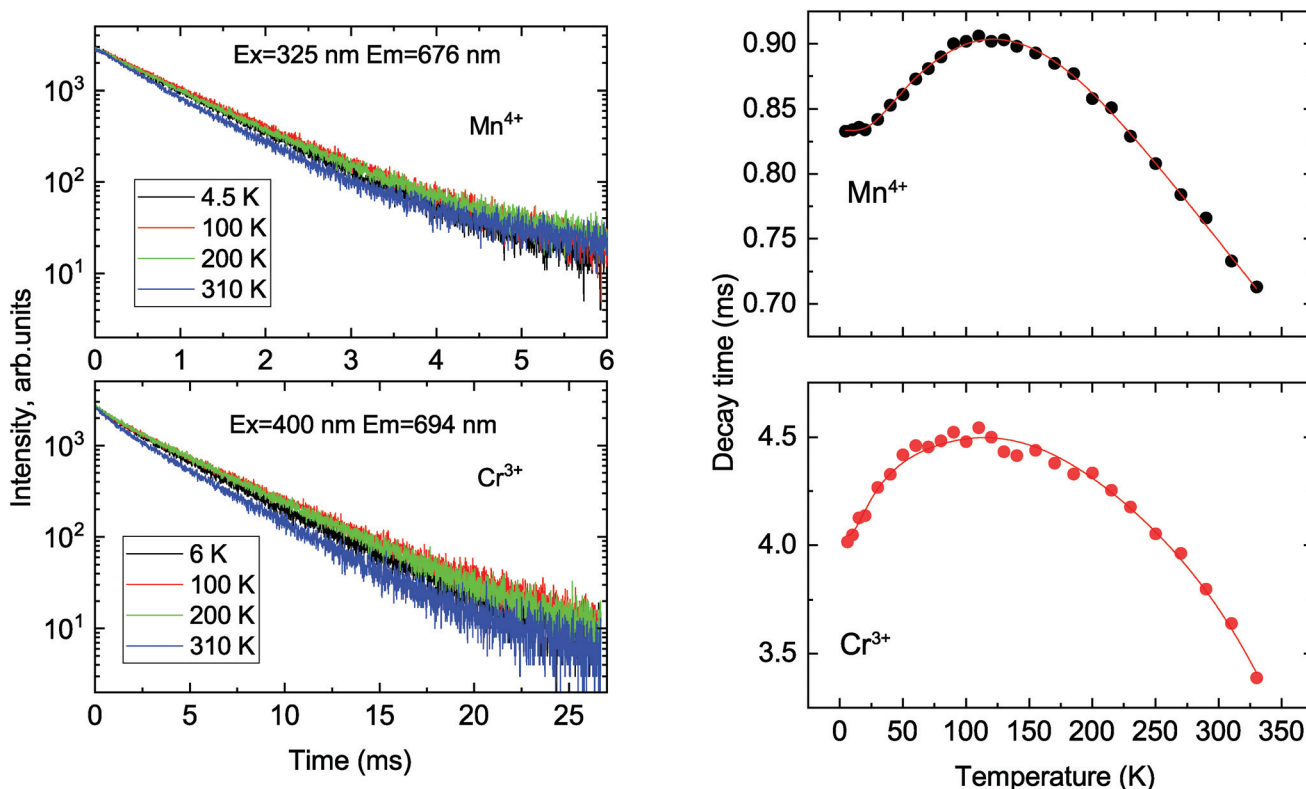 Ex=325 nm Em=676 nm
Mn4+
4.5 K
100 K
200 K
310 K
10³
10²
10¹
0 1 2 3 4 5 6
Ex=400 nm Em=694 nm
Cr³⁺
6 K
100 K
200 K
310 K
10³
10²
10¹
0 5 10 15 20 25
Time (ms)
Intensity, arb.units
0.90
0.85
0.80
0.75
0.70
Mn⁴⁺
4.5
4.0
3.5
Cr³⁺
0 50 100 150 200 250 300 350
Temperature (K)
Decay time (ms)